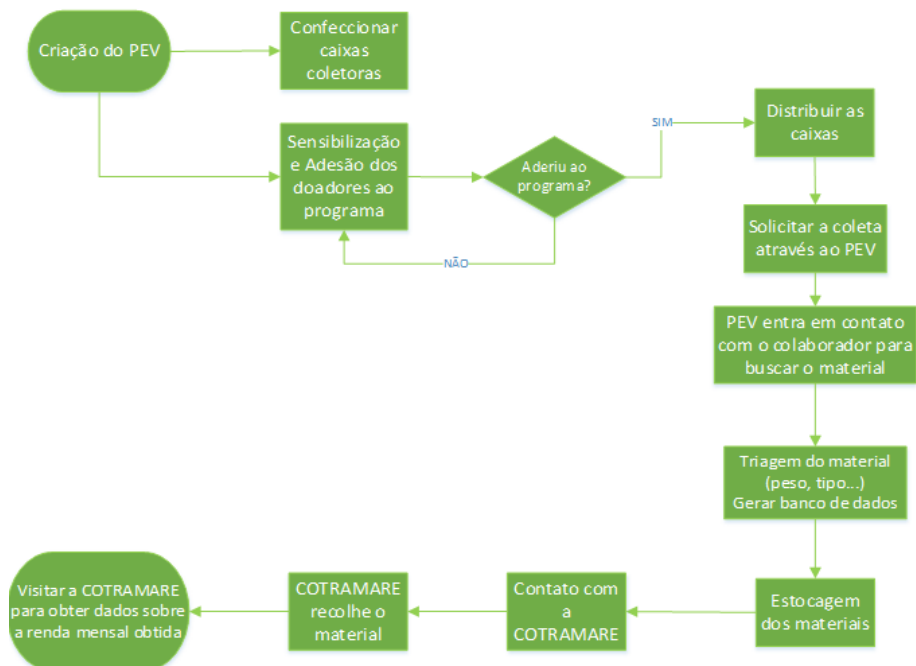 Criação do PEV
Confeccionar
caixas
coletoras
Sensibilização
e Adesão dos
doadores ao
programa
Aderiu ao
programa?
SIM
NÃO
Distribuir as
caixas
Solicitar a coleta
através ao PEV
PEV entra em contato
com o colaborador para
buscar o material
Triagem do material
(peso, tipo...)
Gerar banco de dados
Estocagem
dos materiais
Contato com
a
COTRAMARE
COTRAMARE
recolhe o
material
Visitar a COTRAMARE
para obter dados sobre
a renda mensal obtida